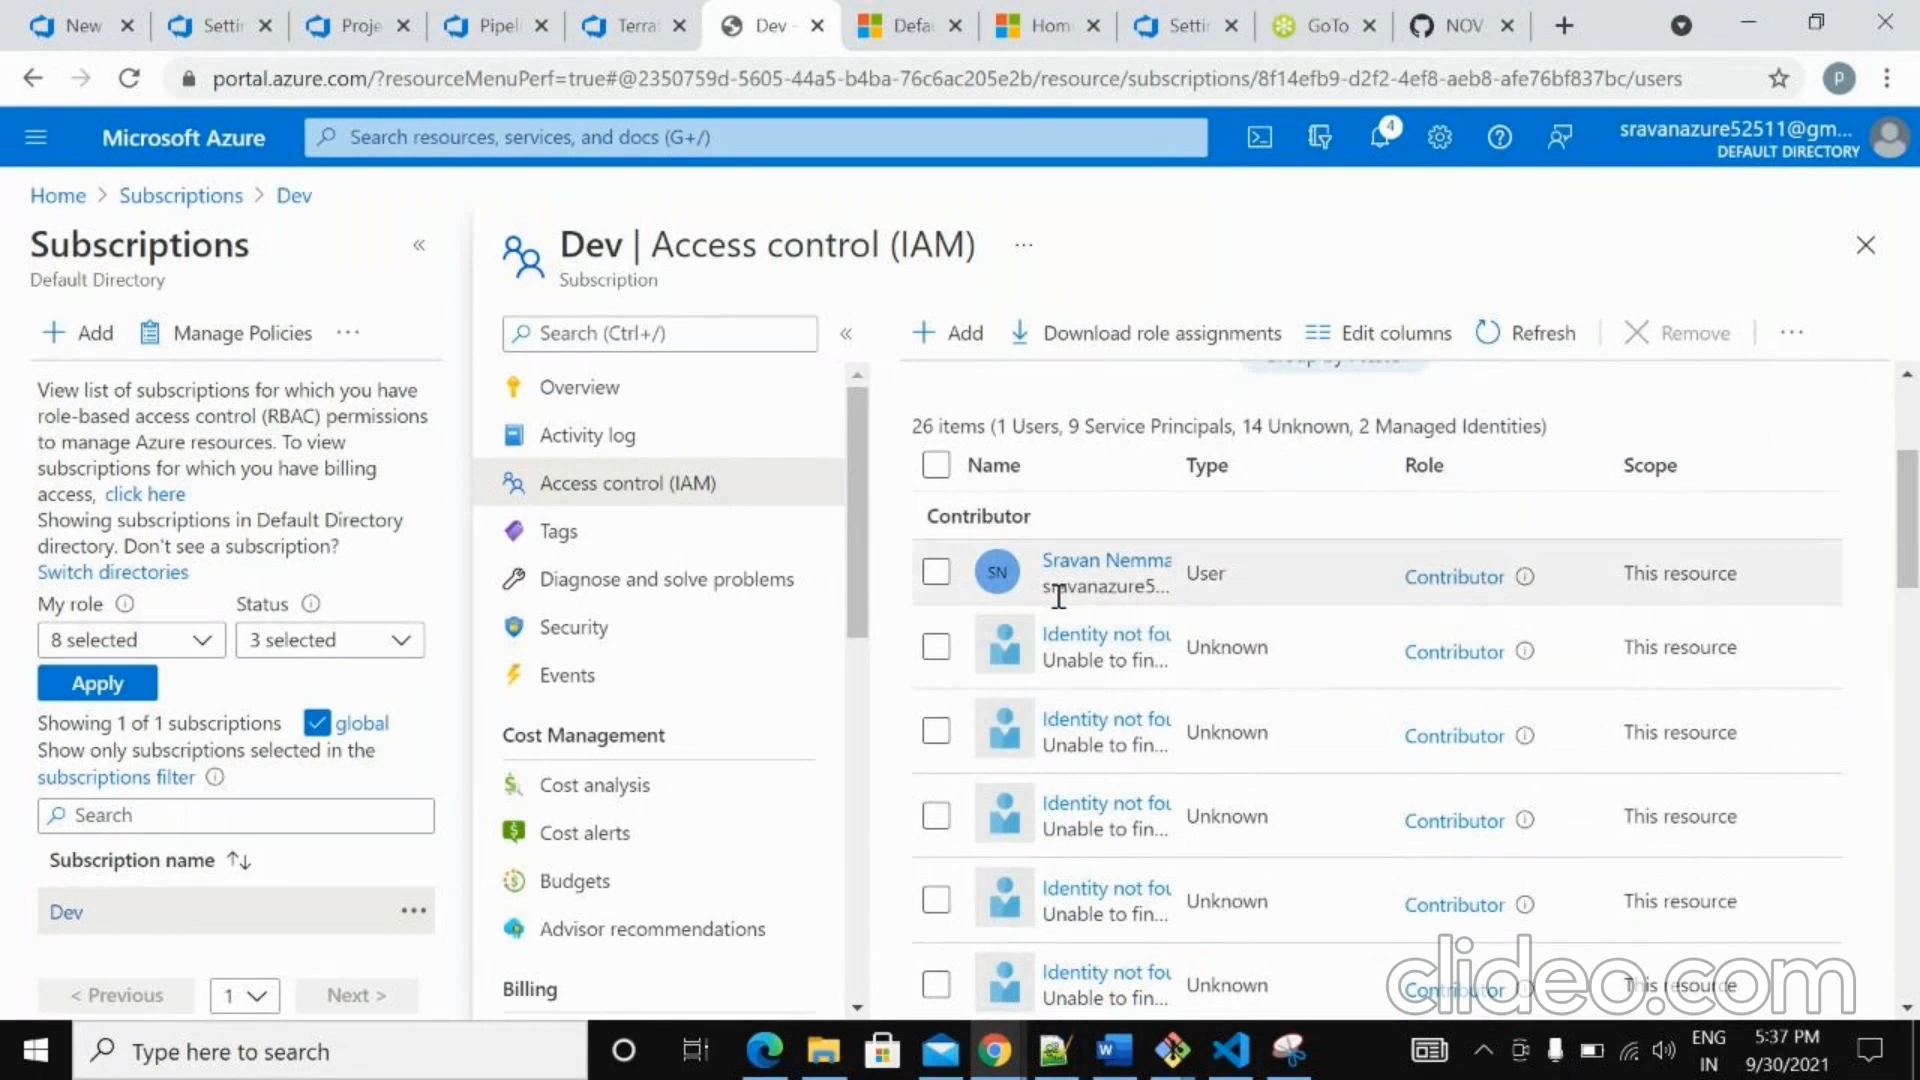 New
Settin
Proje
Pipeli
Terra
Dev -
Defau
Home
Settin
GoTo
NOV
portal.azure.com/?resourceMenuPerf=true#@2350759d-5605-44a5-b4ba-76c6ac205e2b/resource/subscriptions/8f14efb9-d2f2-4ef8-aeb8-afe76bf837bc/users
P
Microsoft Azure
Search resources, services, and docs (G+/)
4
sravanazure52511@gm...
DEFAULT DIRECTORY
Home > Subscriptions > Dev
Subscriptions
Default Directory
Add
Manage Policies
View list of subscriptions for which you have
role-based access control (RBAC) permissions
to manage Azure resources. To view
subscriptions for which you have billing
access, click here
Showing subscriptions in Default Directory
directory. Don't see a subscription?
Switch directories
My role
Status
8 selected
3 selected
Apply
Showing 1 of 1 subscriptions
global
Show only subscriptions selected in the
subscriptions filter
Search
Subscription name
Dev
< Previous
1
Next >
Dev | Access control (IAM)
Subscription
Search (Ctrl+/)
Overview
Activity log
Access control (IAM)
Tags
Diagnose and solve problems
Security
Events
Cost Management
Cost analysis
Cost alerts
Budgets
Advisor recommendations
Billing
Add
Download role assignments
Edit columns
Refresh
Remove
26 items (1 Users, 9 Service Principals, 14 Unknown, 2 Managed Identities)
Name Type Role Scope
Contributor
SN
Sravan Nemma
sravanazure5...
User
Contributor
This resource
Identity not fou
Unable to fin...
Unknown
Contributor
This resource
Identity not fou
Unable to fin...
Unknown
Contributor
This resource
Identity not fou
Unable to fin...
Unknown
Contributor
This resource
Identity not fou
Unable to fin...
Unknown
Contributor
This resource
Identity not fou
Unable to fin...
Unknown
Contributor
This resource
clideo.com
Type here to search
ENG
IN
5:37 PM
9/30/2021